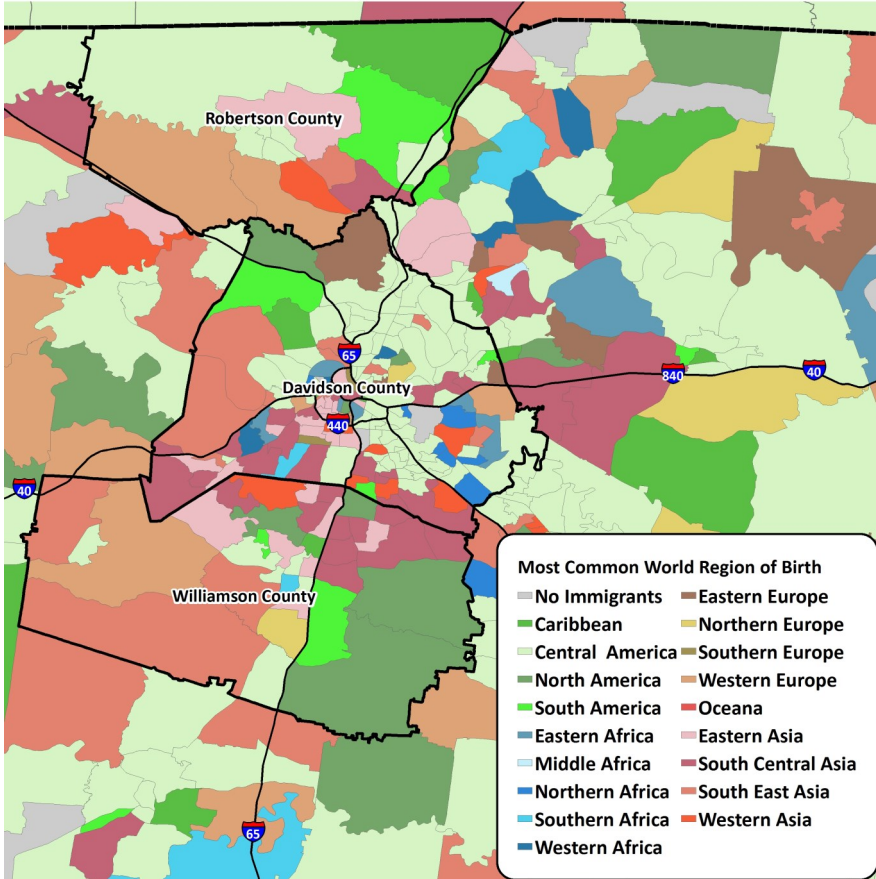 Robertson County
65
Davidson County
840
40
440
40
Williamson County
65
Most Common World Region of Birth
No Immigrants
Caribbean
Central America
North America
South America
Eastern Africa
Middle Africa
Northern Africa
Southern Africa
Western Africa
Eastern Europe
Northern Europe
Southern Europe
Western Europe
Oceana
Eastern Asia
South Central Asia
South East Asia
Western Asia